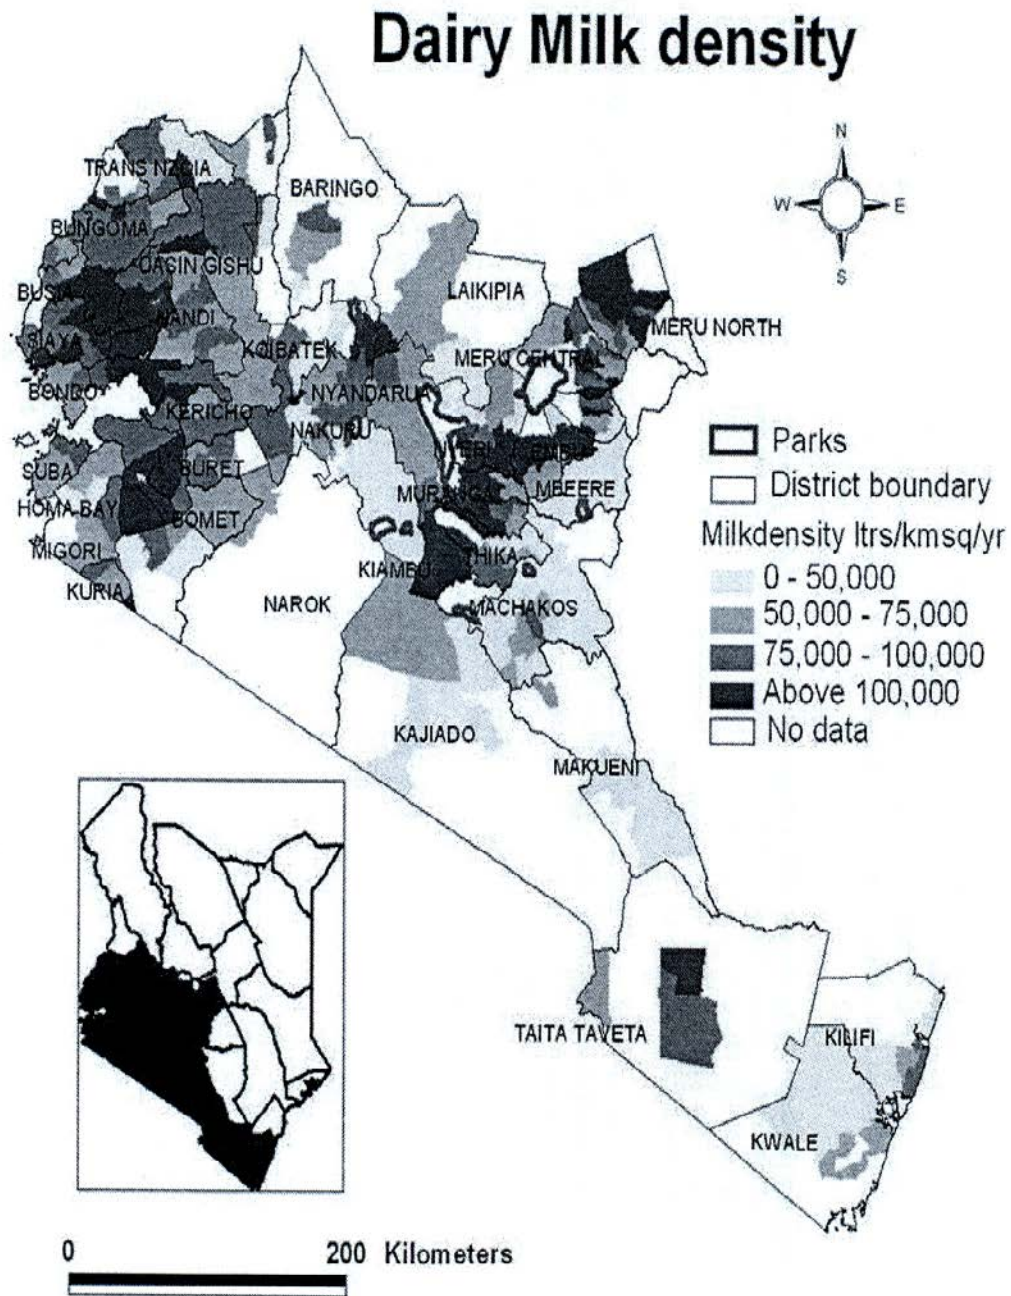 Dairy Milk density
N
W
E
S
TRANS NZOIA
BARINGO
BUNGOMA
UASIN GISHU
BUSIA
LAIKIPIA
NANDI
MERU NORTH
SIAYA
KOIBATEK
MERU CENTRAL
BONDO
NYANDARUA
KERICHO
NAKURU
NYERI
EMBU
SUBA
BURET
MURANGA
MBEERE
HOMA BAY
BOMET
MIGORI
THIKA
KIAMBU
KURIA
NAROK
MACHAKOS
KAJIADO
MAKUENI
TAITA TAVETA
KILIFI
KWALE
Parks
District boundary
Milkdensity ltrs/kmsq/yr
0 - 50,000
50,000 - 75,000
75,000 - 100,000
Above 100,000
No data
0 200 Kilometers